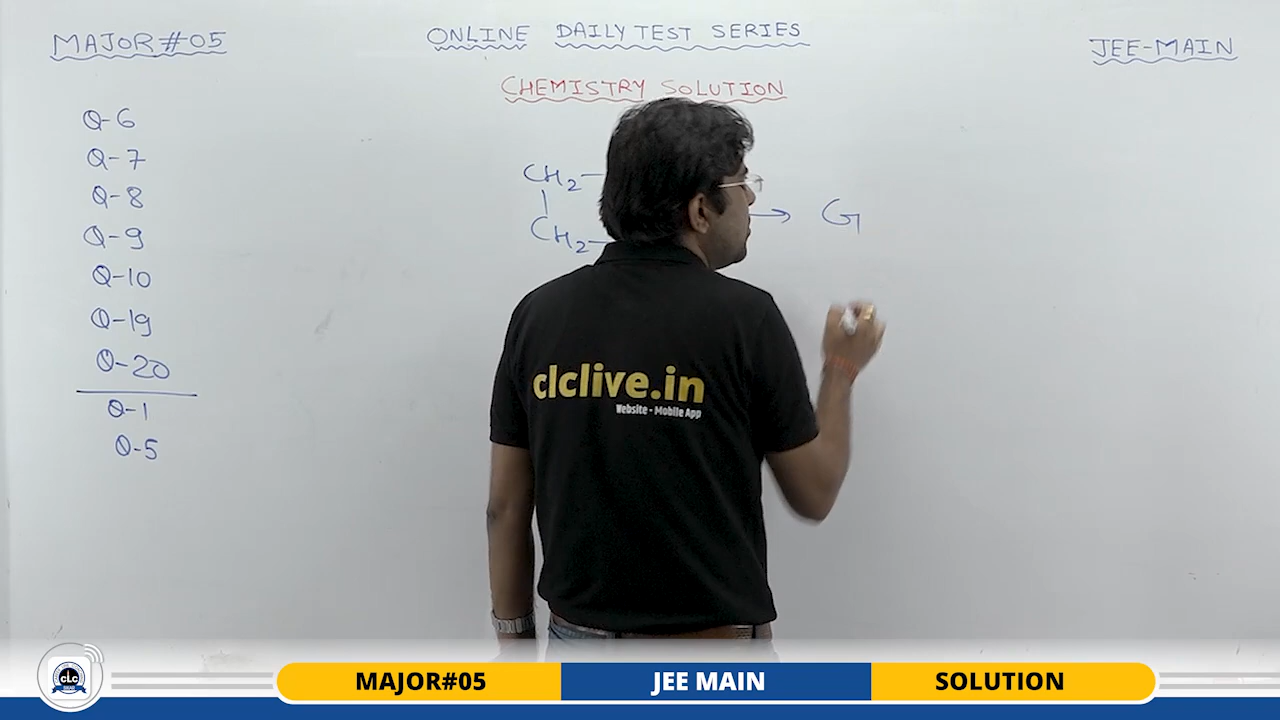 MAJOR#05
ONLINE DAILY TEST SERIES
JEE-MAIN
CHEMISTRY SOLUTION
Q-6
Q-7
Q-8
Q-9
Q-10
Q-19
Q-20
Q-1
Q-5
CH2-
CH2-
→ G
clclive.in
Website - Mobile App
CLC
MAJOR#05
JEE MAIN
SOLUTION